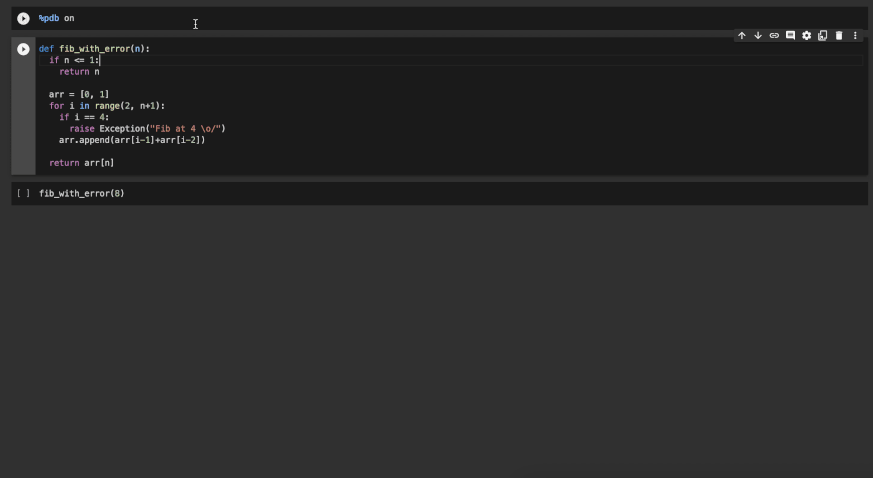 %pdb on
def fib_with_error(n):
  if n <= 1:
    return n
  arr = [0, 1]
  for i in range(2, n+1):
    if i == 4:
      raise Exception("Fib at 4 \o/")
    arr.append(arr[i-1]+arr[i-2])
  return arr[n]
[ ] fib_with_error(8)